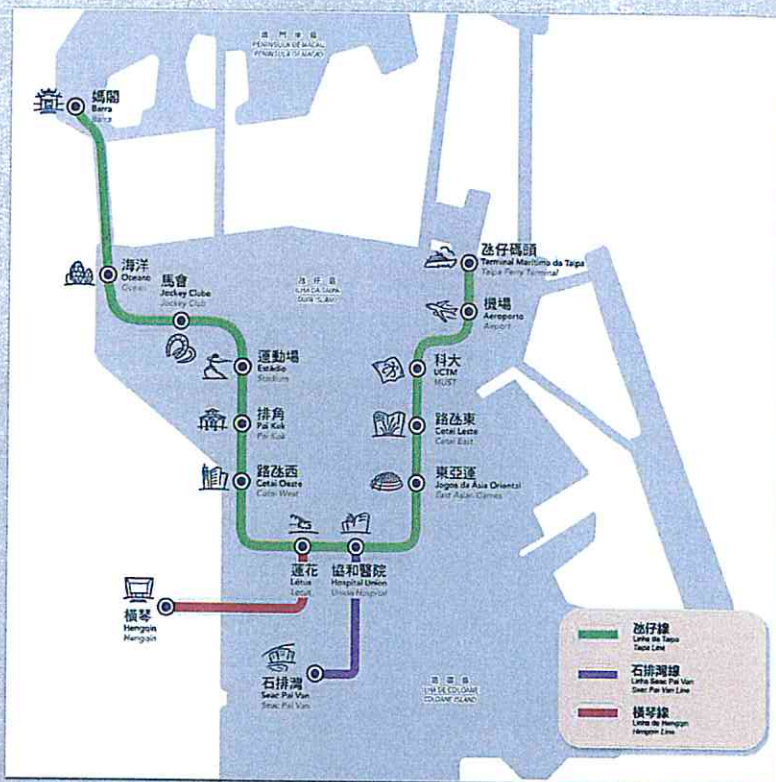 澳門半島
PENÍNSULA DE MACAU
媽閣
Barra
Barra
海洋
Oceano
Ocean
馬會
Jockey Clube
Jockey Club
運動場
Estádio
Stadium
排角
Pai Kok
Pai Kok
路氹西
Cotai Oeste
Cotai West
氹仔島
ILHA DA TAIPA
氹仔碼頭
Terminal Marítimo da Taipa
Taipa Ferry Terminal
機場
Aeroporto
Airport
科大
UCTM
MUST
路氹東
Cotai Leste
Cotai East
東亞運
Jogos da Ásia Oriental
East Asian Games
蓮花
Lótus
Lotus
協和醫院
Hospital Union
Union Hospital
橫琴
Hengqin
Hengqin
石排灣
Seac Pai Van
Seac Pai Van
路環島
ILHA DE COLOANE
COLOANE ISLAND
氹仔線
Linha da Taipa
Taipa Line
石排灣線
Linha Seac Pai Van
Seac Pai Van Line
橫琴線
Linha de Hengqin
Hengqin Line